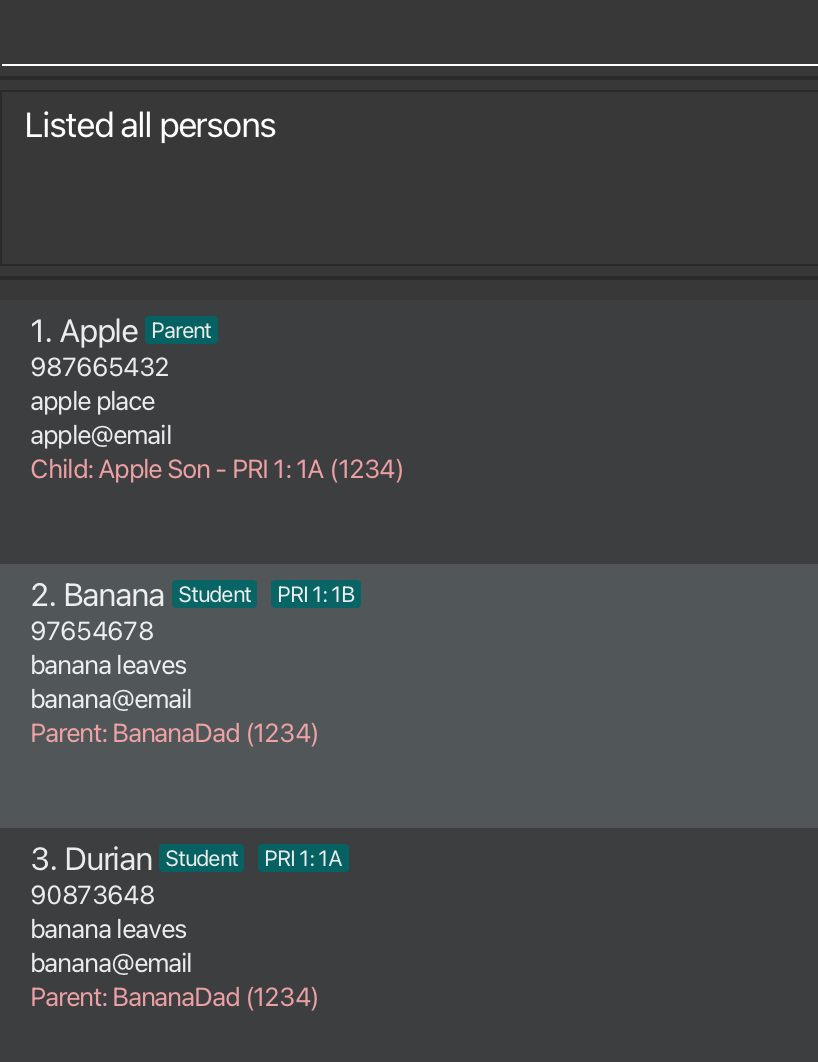 Listed all persons
1. Apple Parent
987665432
apple place
apple@email
Child: Apple Son - PRI 1: 1A (1234)
2. Banana Student PRI 1: 1B
97654678
banana leaves
banana@email
Parent: BananaDad (1234)
3. Durian Student PRI 1: 1A
90873648
banana leaves
banana@email
Parent: BananaDad (1234)